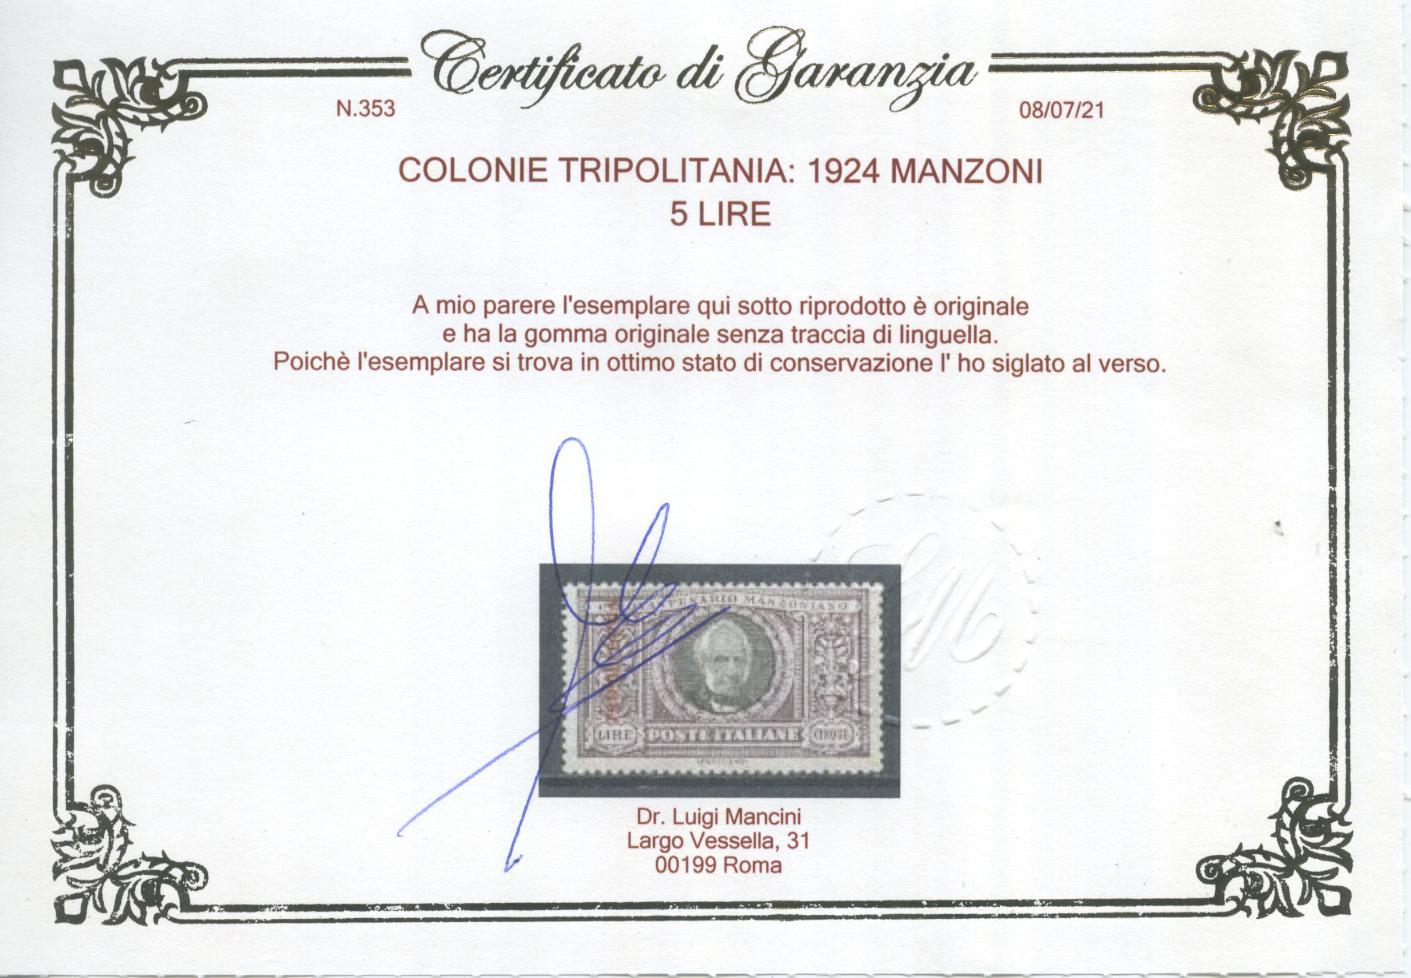 Certificato di Garanzia
N.353
08/07/21
COLONIE TRIPOLITANIA: 1924 MANZONI
5 LIRE
A mio parere l'esemplare qui sotto riprodotto è originale
e ha la gomma originale senza traccia di linguella.
Poichè l'esemplare si trova in ottimo stato di conservazione l' ho siglato al verso.
MANZONIANO
LIRE POSTE ITALIANE CINQUE
Dr. Luigi Mancini
Largo Vessella, 31
00199 Roma